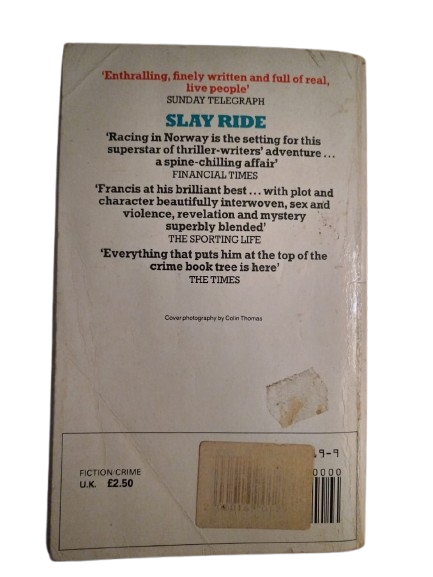 'Enthralling, finely written and full of real,
live people'
SUNDAY TELEGRAPH
SLAY RIDE
'Racing in Norway is the setting for this
superstar of thriller-writers' adventure ...
a spine-chilling affair'
FINANCIAL TIMES
'Francis at his brilliant best ... with plot and
character beautifully interwoven, sex and
violence, revelation and mystery
superbly blended'
THE SPORTING LIFE
'Everything that puts him at the top of the
crime book tree is here'
THE TIMES
Cover photography by Colin Thomas
9-9
0000
FICTION/CRIME
U.K. £2.50